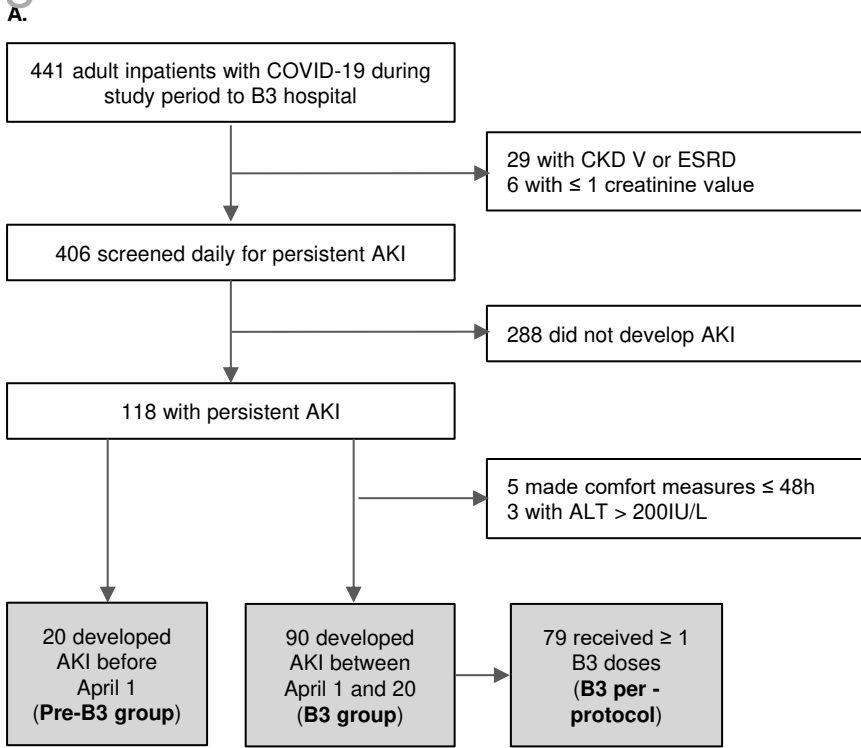 A.
441 adult inpatients with COVID-19 during
study period to B3 hospital
29 with CKD V or ESRD
6 with ≤ 1 creatinine value
406 screened daily for persistent AKI
288 did not develop AKI
118 with persistent AKI
5 made comfort measures ≤ 48h
3 with ALT > 200IU/L
20 developed
AKI before
April 1
(Pre-B3 group)
90 developed
AKI between
April 1 and 20
(B3 group)
79 received ≥ 1
B3 doses
(B3 per -
protocol)